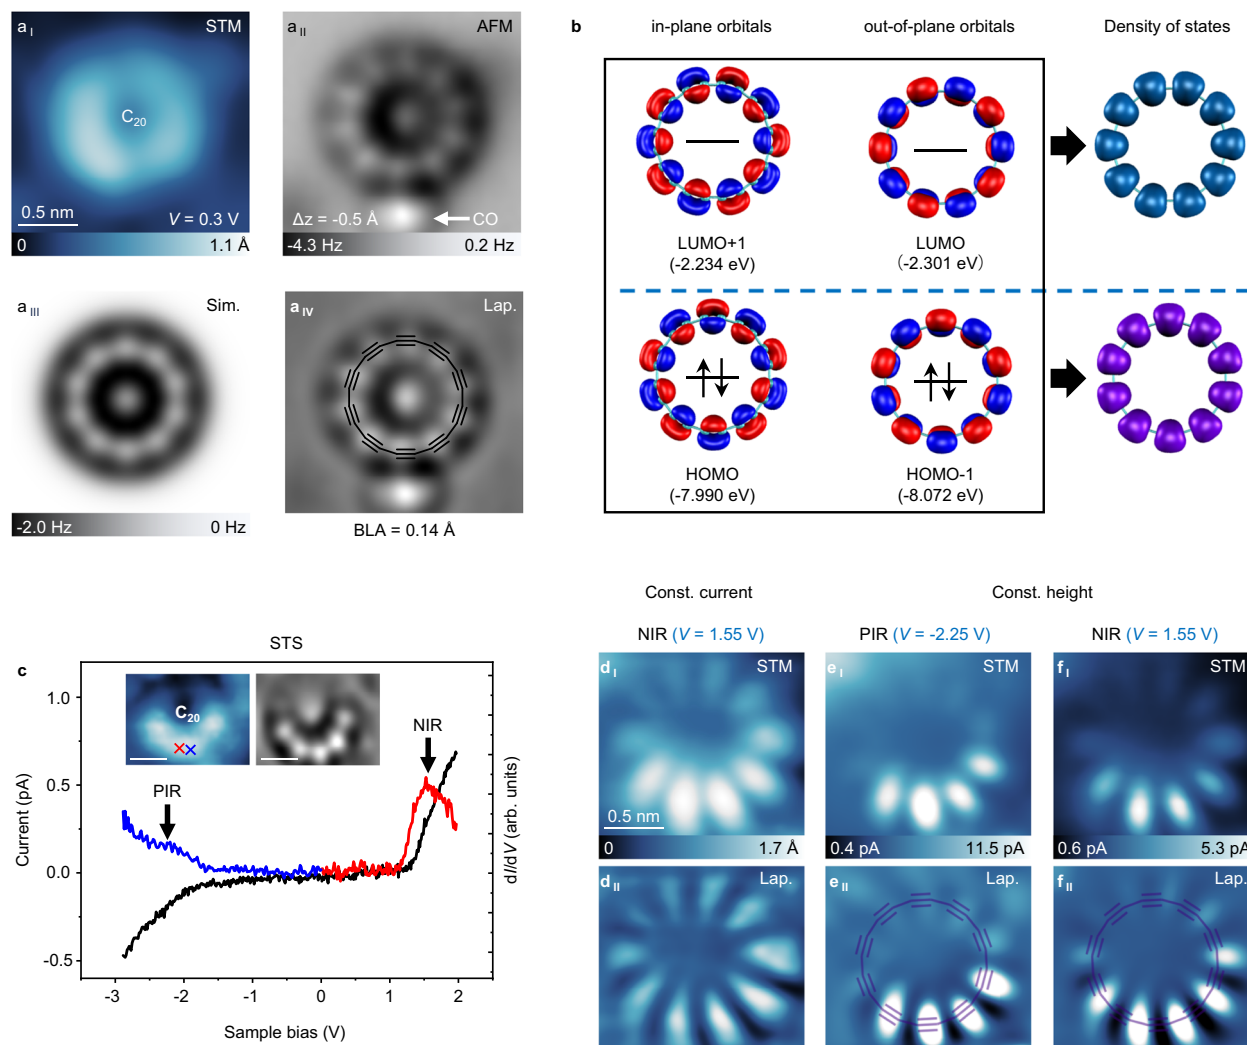 a I
STM
C20
0.5 nm
V = 0.3 V
0
1.1 Å
a II
AFM
Δz = -0.5 Å
CO
-4.3 Hz
0.2 Hz
a III
Sim.
-2.0 Hz
0 Hz
a IV
Lap.
BLA = 0.14 Å
b
in-plane orbitals
out-of-plane orbitals
Density of states
LUMO+1
(-2.234 eV)
LUMO
(-2.301 eV)
HOMO
(-7.990 eV)
HOMO-1
(-8.072 eV)
STS
c
Current (pA)
1.0
0.5
0.0
-0.5
C20
PIR
NIR
dI/dV (arb. units)
-3
-2
-1
0
1
2
Sample bias (V)
Const. current
Const. height
NIR (V = 1.55 V)
PIR (V = -2.25 V)
NIR (V = 1.55 V)
d I
STM
0.5 nm
0
1.7 Å
e I
STM
0.4 pA
11.5 pA
f I
STM
0.6 pA
5.3 pA
d II
Lap.
e II
Lap.
f II
Lap.